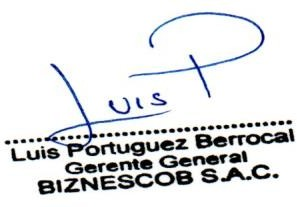 Luis P
Luis Portuguez Berrocal
Gerente General
BIZNESCOB S.A.C.